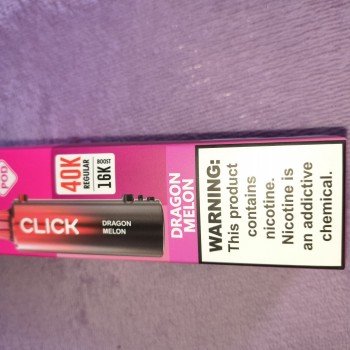 POD
40K
REGULAR
BOOST
16K
CLICK
DRAGON
MELON
DRAGON
MELON
WARNING:
This product
contains
nicotine.
Nicotine is
an addictive
chemical.